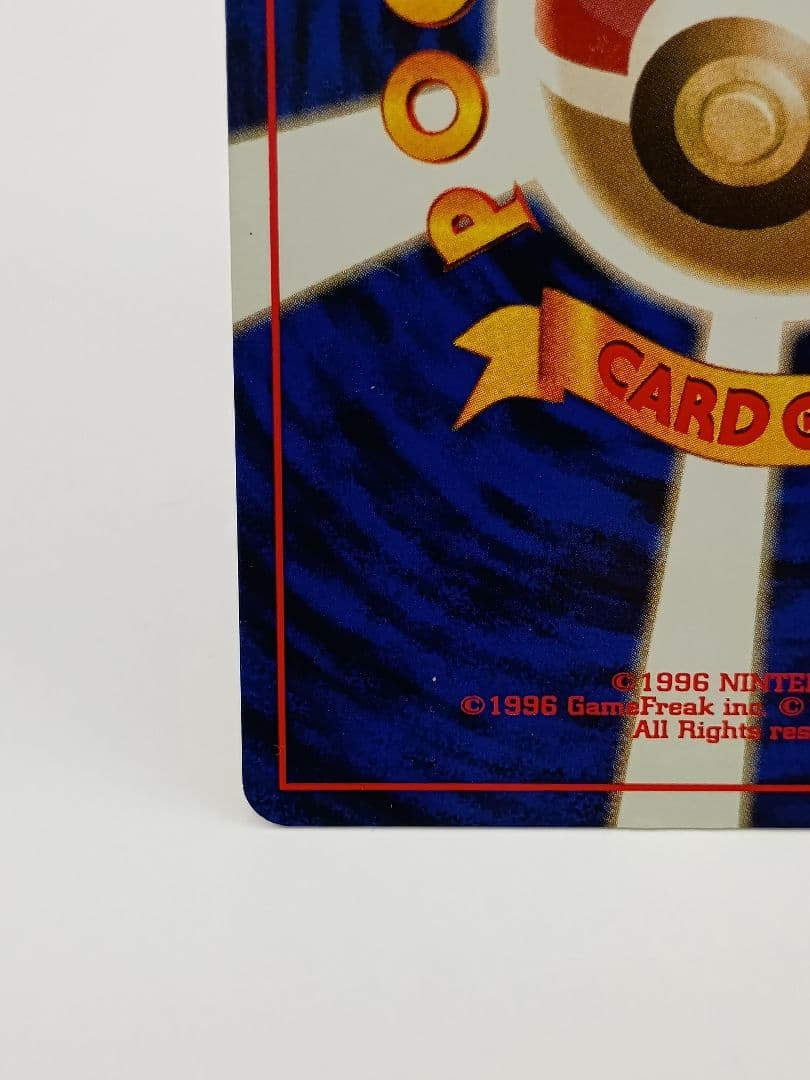 P O
CARD G
©1996 NINTE
©1996 GameFreak inc. ©
All Rights res